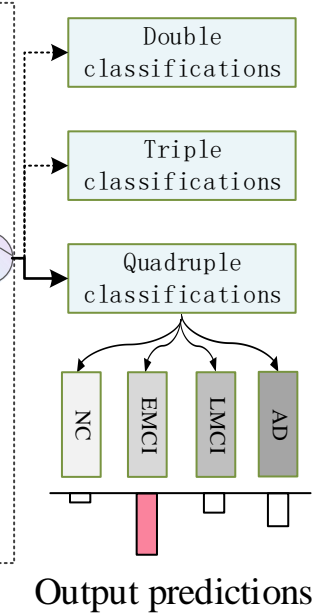 Double
classifications
Triple
classifications
Quadruple
classifications
NC
EMCI
LMCI
AD
Output predictions